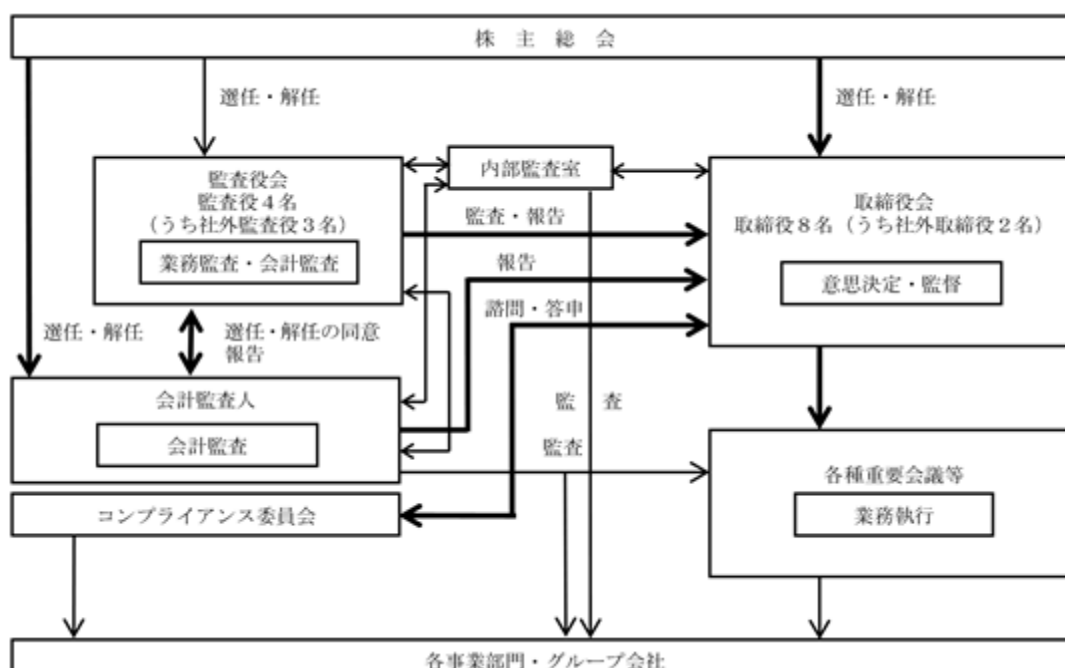 株主総会
選任・解任
選任・解任
内部監査室
監査役会
監査役4名
(うち社外監査役3名)
業務監査・会計監査
監査・報告
取締役会
取締役8名(うち社外取締役2名)
意思決定・監督
報告
諮問・答申
選任・解任
選任・解任の同意
報告
会計監査人
会計監査
監査
監査
各種重要会議等
業務執行
コンプライアンス委員会
各事業部門・グループ会社